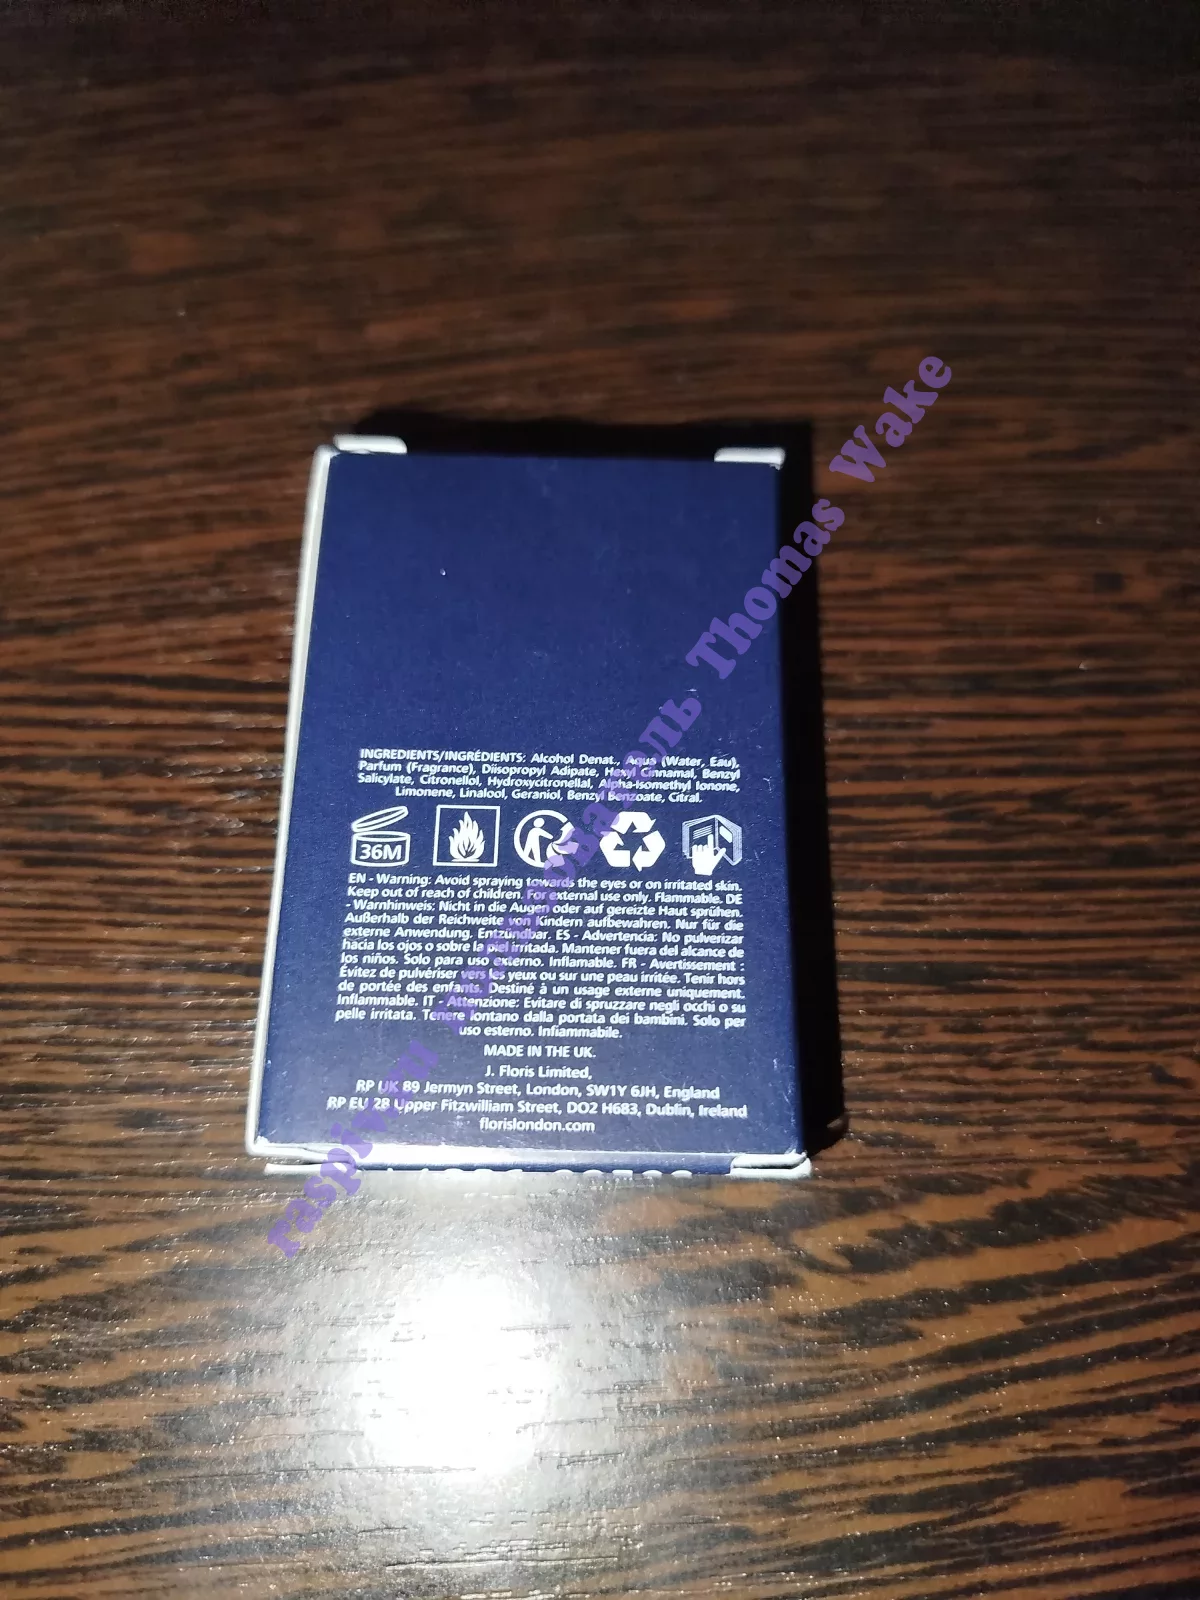 INGREDIENTS/INGRÉDIENTS: Alcohol Denat., Aqua (Water, Eau),
Parfum (Fragrance), Diisopropyl Adipate, Hexyl Cinnamal, Benzyl
Salicylate, Citronellol, Hydroxycitronellal, Alpha-Isomethyl Ionone,
Limonene, Linalool, Geraniol, Benzyl Benzoate, Citral.
36M
EN - Warning: Avoid spraying towards the eyes or on irritated skin.
Keep out of reach of children. For external use only. Flammable. DE
- Warnhinweis: Nicht in die Augen oder auf gereizte Haut sprühen.
Außerhalb der Reichweite von Kindern aufbewahren. Nur für die
externe Anwendung. Entzündbar. ES - Advertencia: No pulverizar
hacia los ojos o sobre la piel irritada. Mantener fuera del alcance de
los niños. Solo para uso externo. Inflamable. FR - Avertissement :
Évitez de pulvériser vers les yeux ou sur une peau irritée. Tenir hors
de portée des enfants. Destiné à un usage externe uniquement.
Inflammable. IT - Attenzione: Evitare di spruzzare negli occhi o su
pelle irritata. Tenere lontano dalla portata dei bambini. Solo per
uso esterno. Infiammabile.
MADE IN THE UK.
J. Floris Limited,
RP UK 89 Jermyn Street, London, SW1Y 6JH, England
RP EU 28 Upper Fitzwilliam Street, DO2 H683, Dublin, Ireland
florislondon.com
Thomas Wake